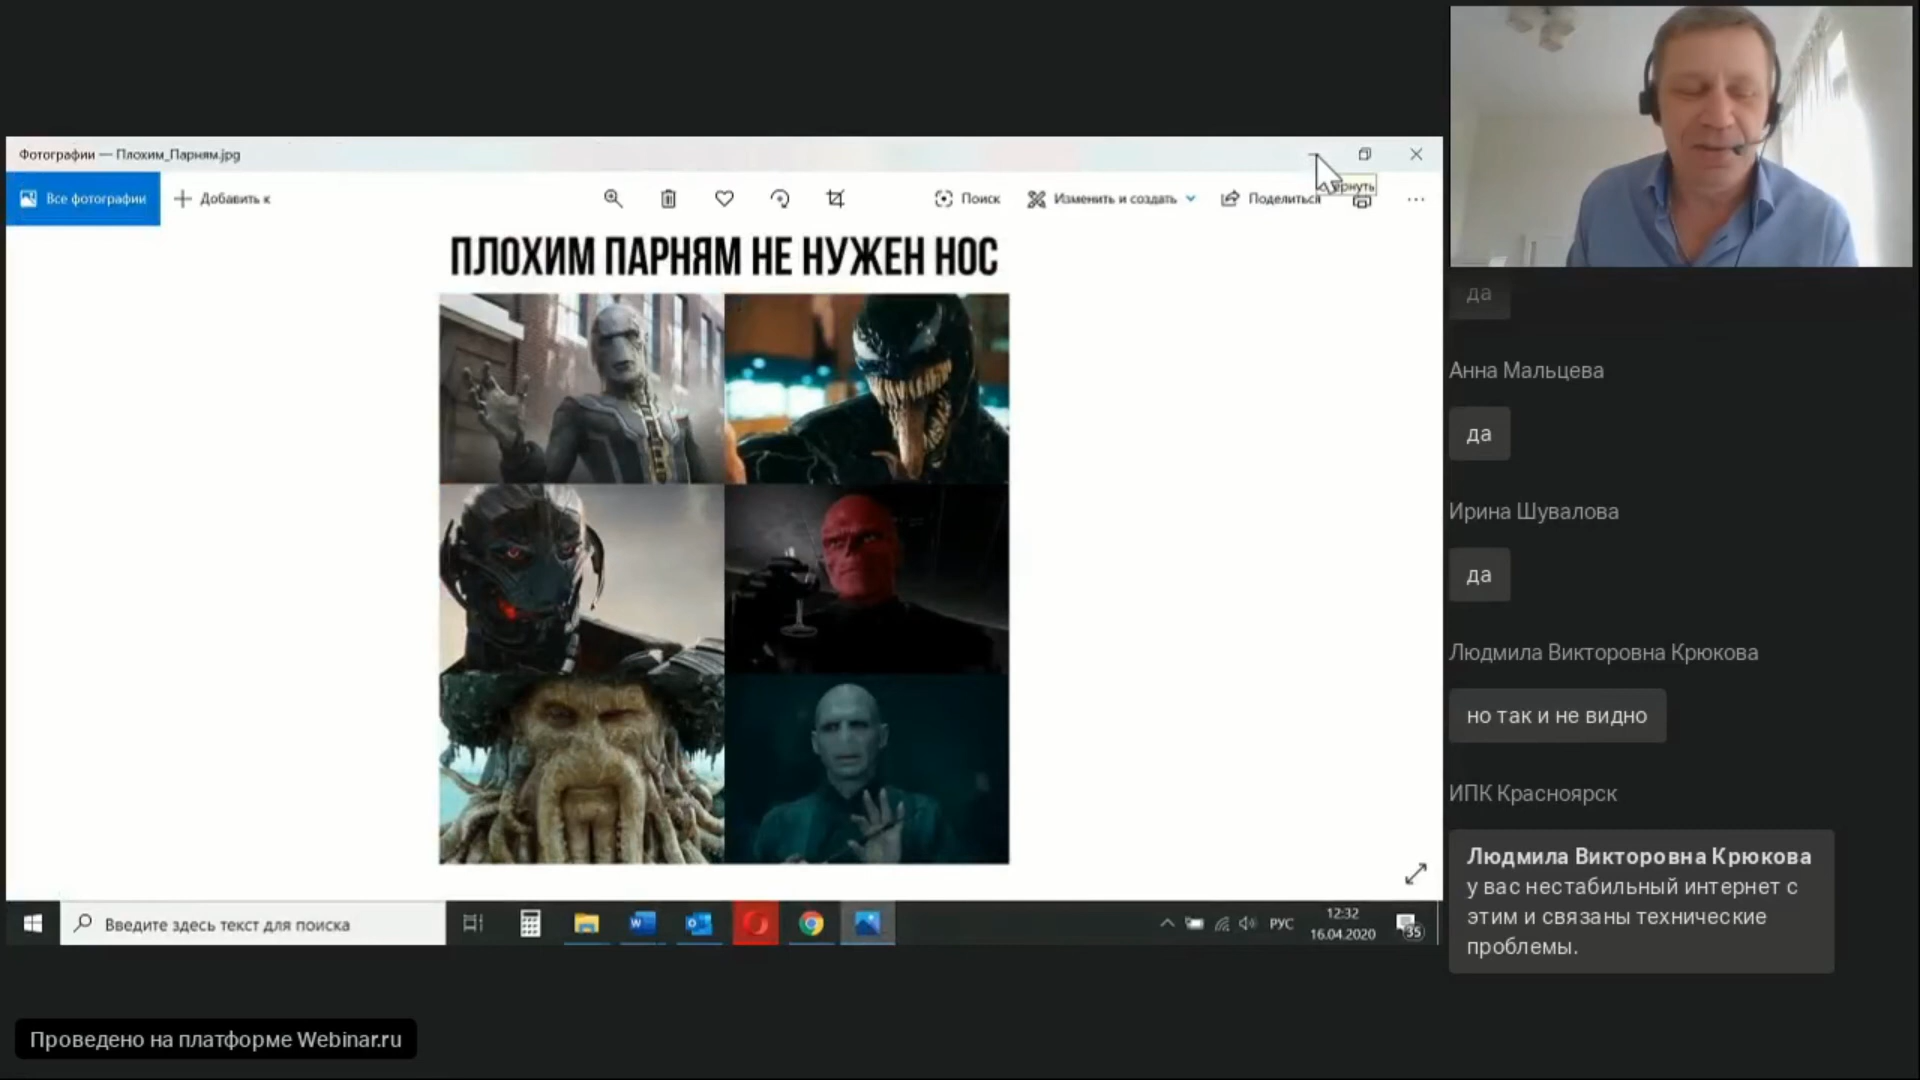 Фотографии — Плохим_Парням.jpg
Все фотографии
Добавить к
Поиск
Изменить и создать
Поделиться
ПЛОХИМ ПАРНЯМ НЕ НУЖЕН НОС
Введите здесь текст для поиска
РУС
12:32
16.04.2020
35
Проведено на платформе Webinar.ru
да
Анна Мальцева
да
Ирина Шувалова
да
Людмила Викторовна Крюкова
но так и не видно
ИПК Красноярск
Людмила Викторовна Крюкова
у вас нестабильный интернет с
этим и связаны технические
проблемы.